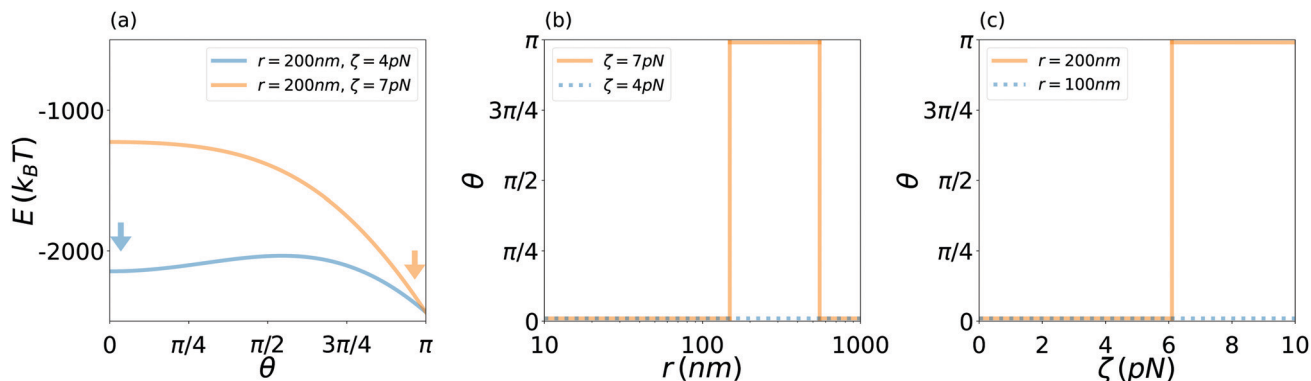 (a)
r = 200nm, ζ = 4pN
r = 200nm, ζ = 7pN
-1000
-2000
E (k_BT)
0 π/4 π/2 3π/4 π
θ
(b)
ζ = 7pN
ζ = 4pN
π
3π/4
π/2
π/4
0
θ
10 100 1000
r (nm)
(c)
r = 200nm
r = 100nm
π
3π/4
π/2
π/4
0
θ
0 2 4 6 8 10
ζ (pN)